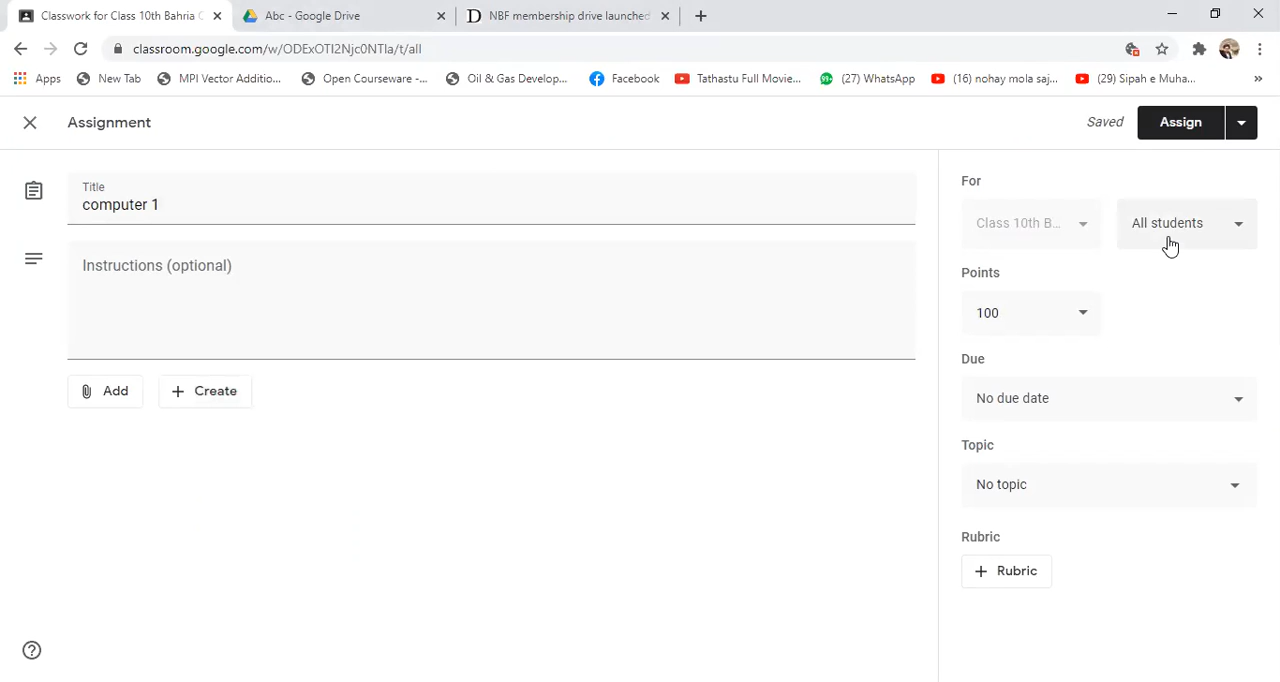 Classwork for Class 10th Bahria C
Abc - Google Drive
NBF membership drive launched
classroom.google.com/w/ODExOTI2Njc0NTIa/t/all
Apps
New Tab
MPI Vector Additio...
Open Courseware -...
Oil & Gas Develop...
Facebook
Tathastu Full Movie...
99+
(27) WhatsApp
(16) nohay mola saj...
(29) Sipah e Muha...
Assignment
Saved
Assign
Title
computer 1
Instructions (optional)
Add
Create
For
Class 10th B...
All students
Points
100
Due
No due date
Topic
No topic
Rubric
Rubric